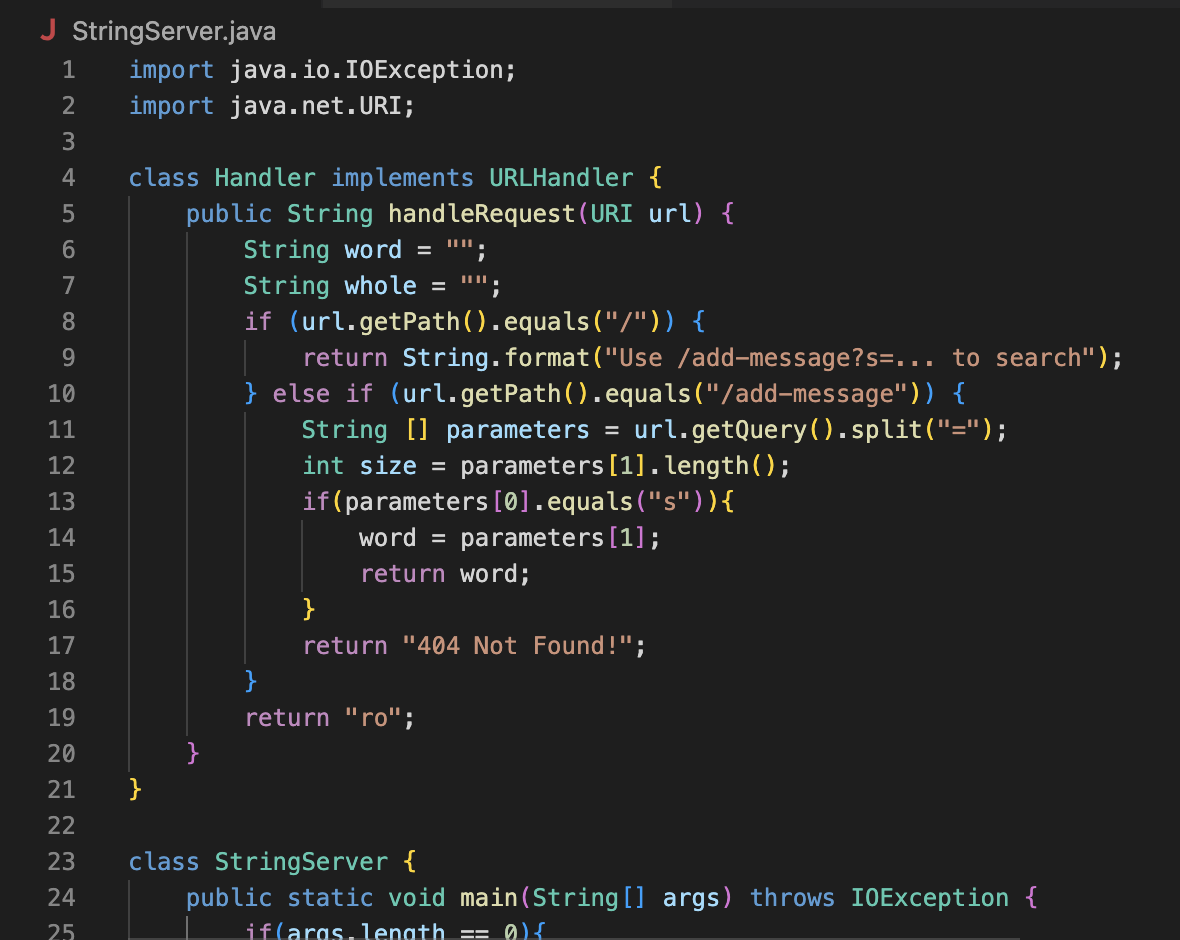 J StringServer.java
1 import java.io.IOException;
2 import java.net.URI;
3
4 class Handler implements URLHandler {
5     public String handleRequest(URI url) {
6         String word = "";
7         String whole = "";
8         if (url.getPath().equals("/")) {
9             return String.format("Use /add-message?s=... to search");
10         } else if (url.getPath().equals("/add-message")) {
11             String [] parameters = url.getQuery().split("=");
12             int size = parameters[1].length();
13             if(parameters[0].equals("s")){
14                 word = parameters[1];
15                 return word;
16             }
17             return "404 Not Found!";
18         }
19         return "ro";
20     }
21 }
22
23 class StringServer {
24     public static void main(String[] args) throws IOException {
25         if(args.length == 0){